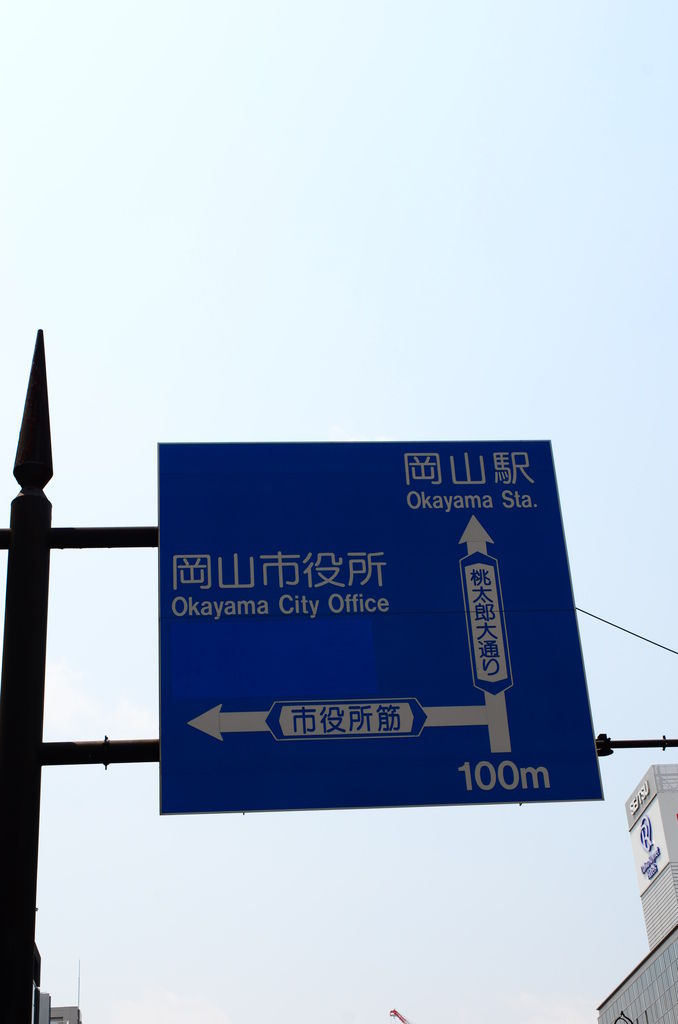 岡山駅
Okayama Sta.
岡山市役所
Okayama City Office
桃太郎大通り
市役所筋
100m